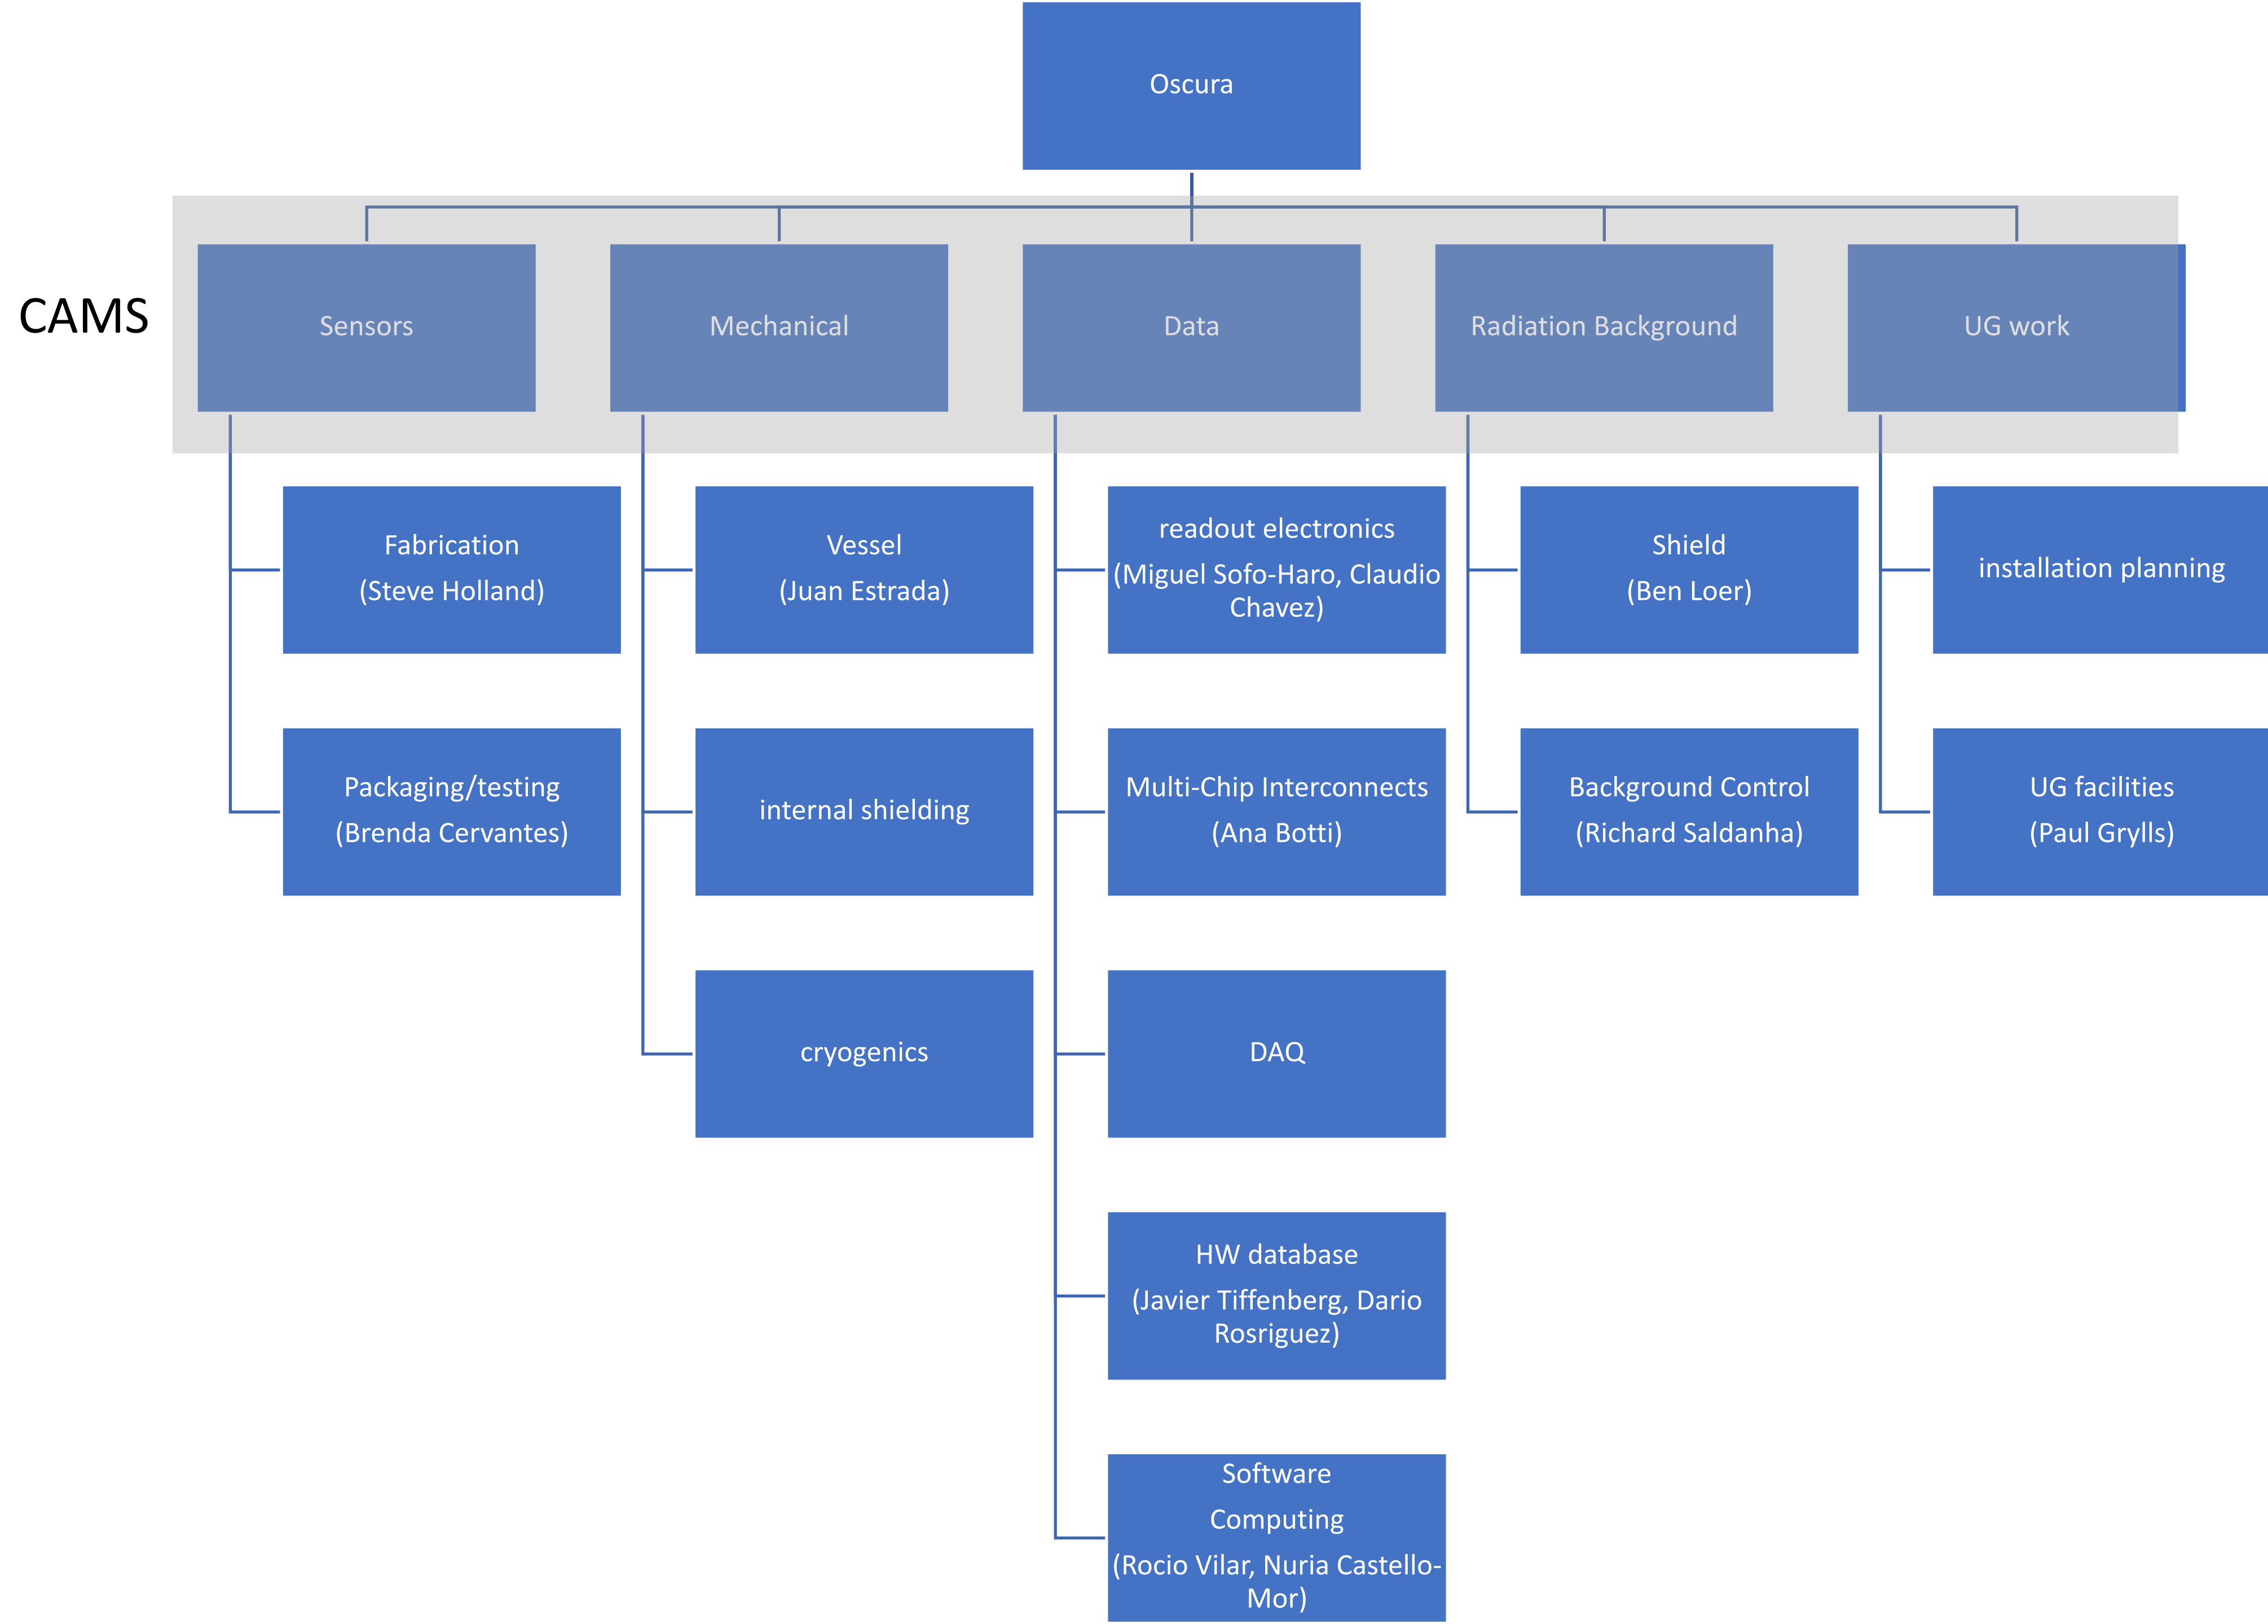 Oscura
CAMS
Sensors
Mechanical
Data
Radiation Background
UG work
Fabrication
(Steve Holland)
Vessel
(Juan Estrada)
readout electronics
(Miguel Sofo-Haro, Claudio
Chavez)
Shield
(Ben Loer)
installation planning
Packaging/testing
(Brenda Cervantes)
internal shielding
Multi-Chip Interconnects
(Ana Botti)
Background Control
(Richard Saldanha)
UG facilities
(Paul Grylls)
cryogenics
DAQ
HW database
(Javier Tiffenberg, Dario
Rosriguez)
Software
Computing
(Rocio Vilar, Nuria Castello-
Mor)